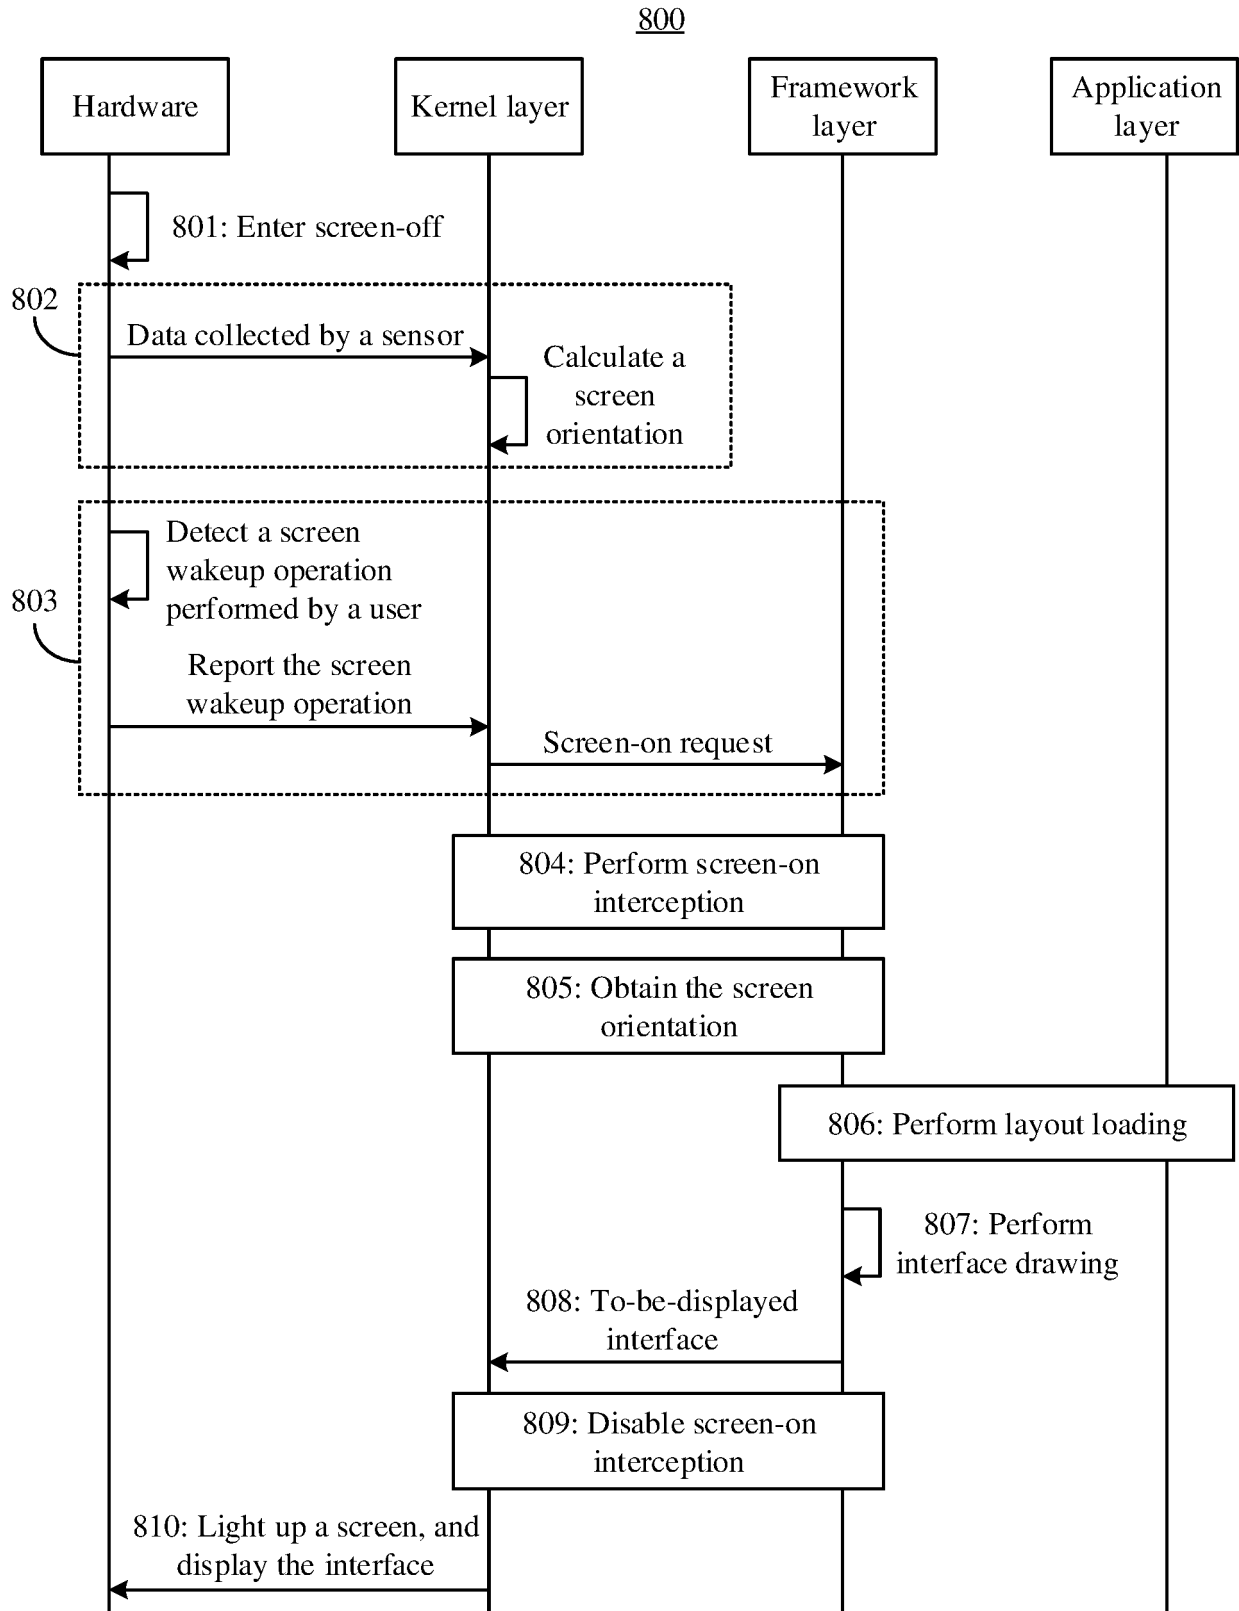 800
Hardware
Kernel layer
Framework
layer
Application
layer
801: Enter screen-off
802
Data collected by a sensor
Calculate a
screen
orientation
803
Detect a screen
wakeup operation
performed by a user
Report the screen
wakeup operation
Screen-on request
804: Perform screen-on
interception
805: Obtain the screen
orientation
806: Perform layout loading
807: Perform
interface drawing
808: To-be-displayed
interface
809: Disable screen-on
interception
810: Light up a screen, and
display the interface